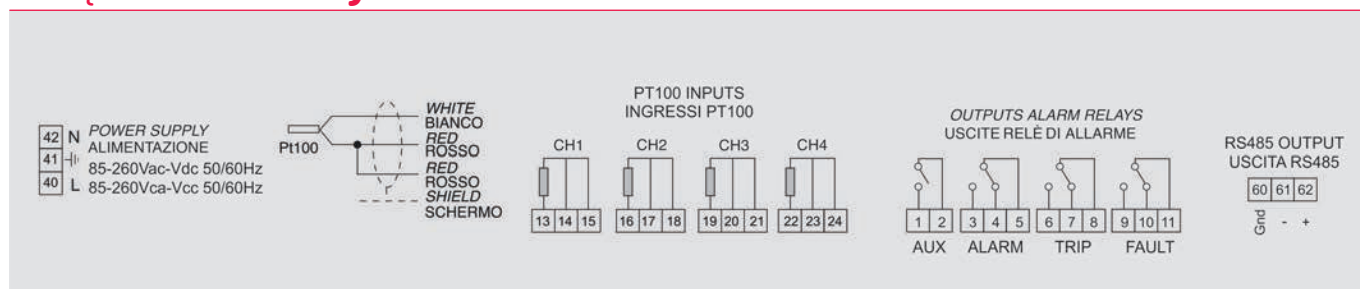 42 N POWER SUPPLY
41 ALIMENTAZIONE
85-260Vac-Vdc 50/60Hz
40 L 85-260Vca-Vcc 50/60Hz
Pt100
WHITE
BIANCO
RED
ROSSO
RED
ROSSO
SHIELD
SCHERMO
PT100 INPUTS
INGRESSI PT100
CH1 CH2 CH3 CH4
13 14 15 16 17 18 19 20 21 22 23 24
OUTPUTS ALARM RELAYS
USCITE RELÈ DI ALLARME
1 2 3 4 5 6 7 8 9 10 11
AUX ALARM TRIP FAULT
RS485 OUTPUT
USCITA RS485
60 61 62
Gnd - +